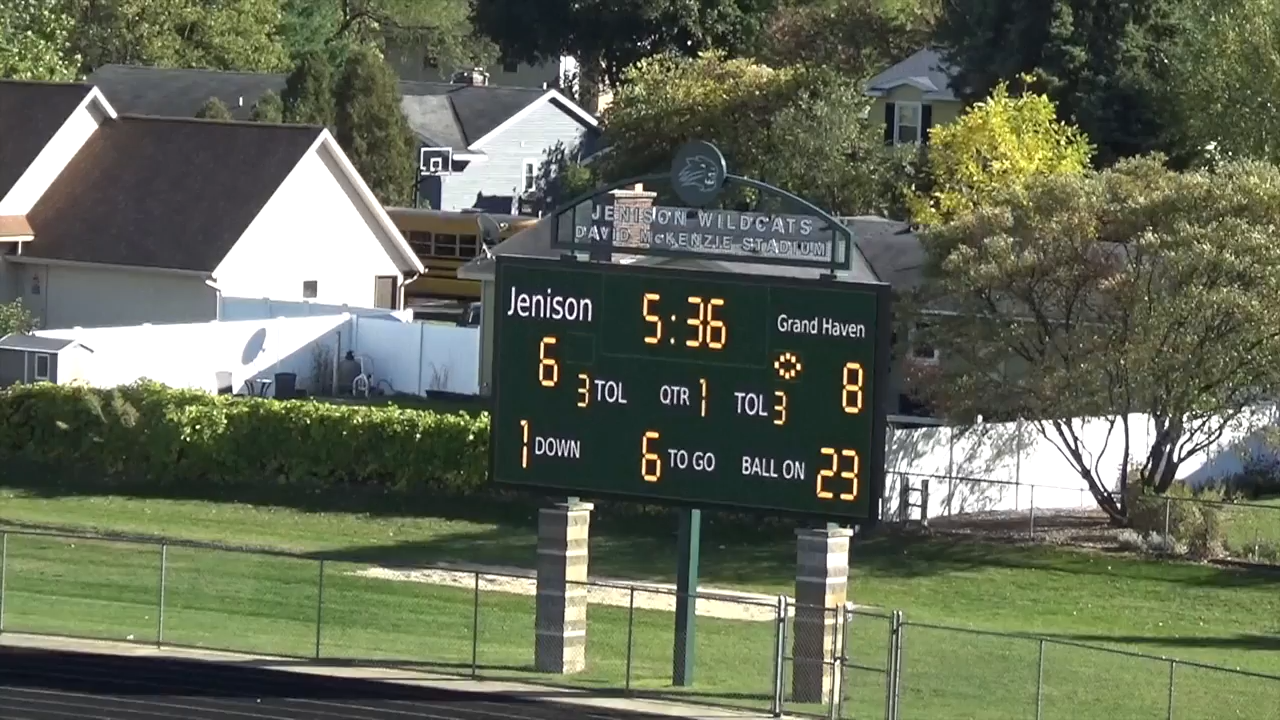 JENISON WILDCATS
DAVID McKENZIE STADIUM
Jenison 5:36 Grand Haven
6 8
3 TOL QTR 1 TOL 3
1 DOWN 6 TO GO BALL ON 23